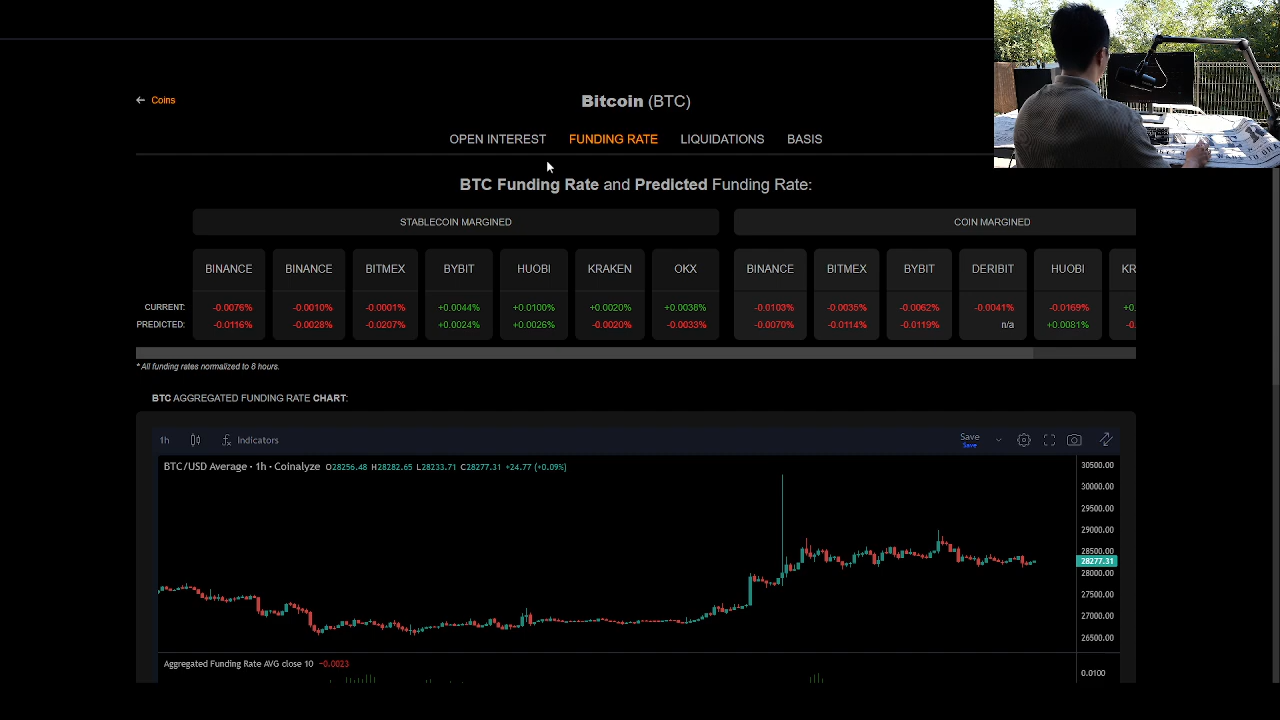 ← Coins
Bitcoin (BTC)
OPEN INTEREST FUNDING RATE LIQUIDATIONS BASIS
BTC Funding Rate and Predicted Funding Rate:
STABLECOIN MARGINED COIN MARGINED
BINANCE BINANCE BITMEX BYBIT HUOBI KRAKEN OKX BINANCE BITMEX BYBIT DERIBIT HUOBI KR
CURRENT: -0.0076% -0.0010% -0.0001% +0.0044% +0.0100% +0.0020% +0.0038% -0.0103% -0.0035% -0.0062% -0.0041% -0.0169% +0.
PREDICTED: -0.0116% -0.0028% -0.0207% +0.0024% +0.0026% -0.0020% -0.0033% -0.0070% -0.0114% -0.0119% n/a +0.0081% -0.
* All funding rates normalized to 8 hours.
BTC AGGREGATED FUNDING RATE CHART:
1h Indicators Save
Save
BTC/USD Average · 1h · Coinalyze O28256.48 H28282.65 L28233.71 C28277.31 +24.77 (+0.09%)
30500.00
30000.00
29500.00
29000.00
28500.00
28277.31
28000.00
27500.00
27000.00
26500.00
Aggregated Funding Rate AVG close 10 −0.0023
0.0100